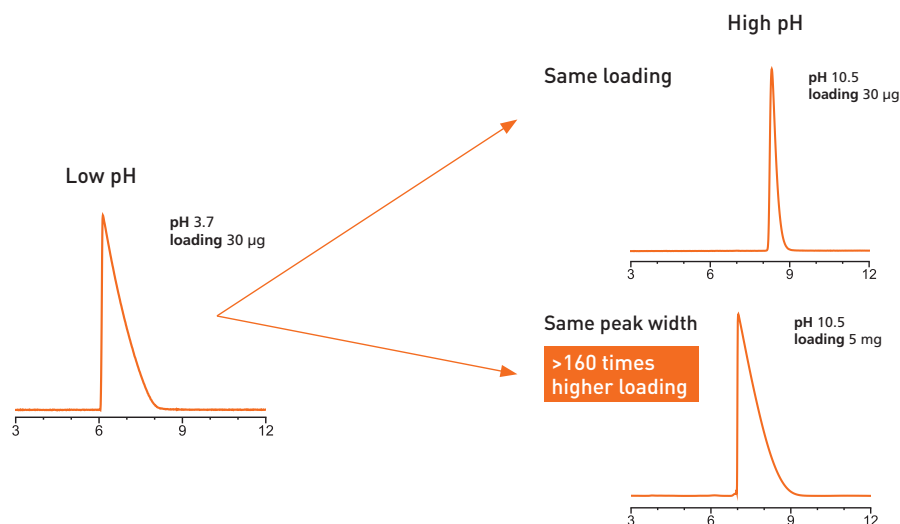 High pH
Same loading
pH 10.5
loading 30 µg
3 6 9 12
Low pH
pH 3.7
loading 30 µg
3 6 9 12
Same peak width
>160 times
higher loading
pH 10.5
loading 5 mg
3 6 9 12